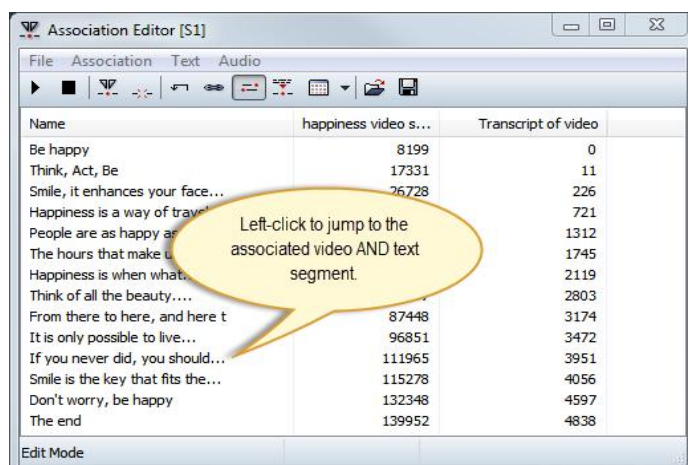 Association Editor [S1]
File Association Text Audio
Name happiness video s... Transcript of video
Be happy 8199 0
Think, Act, Be 17331 11
Smile, it enhances your face... 26728 226
Happiness is a way of 721
People are as happy 1312
The hours that make 1745
Happiness is when what 2119
Think of all the beauty.... 2803
From there to here, and here t 87448 3174
It is only possible to live... 96851 3472
If you never did, you should... 111965 3951
Smile is the key that fits the... 115278 4056
Don't worry, be happy 132348 4597
The end 139952 4838
Left-click to jump to the
associated video AND text
segment.
Edit Mode